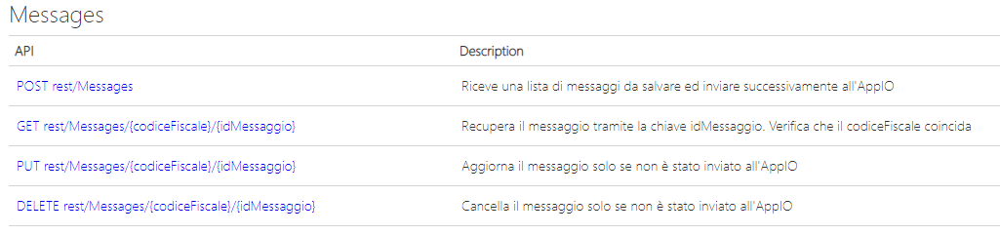 Messages
API Description
POST rest/Messages Riceve una lista di messaggi da salvare ed inviare successivamente all'AppIO
GET rest/Messages/{codiceFiscale}/{idMessaggio} Recupera il messaggio tramite la chiave idMessaggio. Verifica che il codiceFiscale coincida
PUT rest/Messages/{codiceFiscale}/{idMessaggio} Aggiorna il messaggio solo se non è stato inviato all'AppIO
DELETE rest/Messages/{codiceFiscale}/{idMessaggio} Cancella il messaggio solo se non è stato inviato all'AppIO